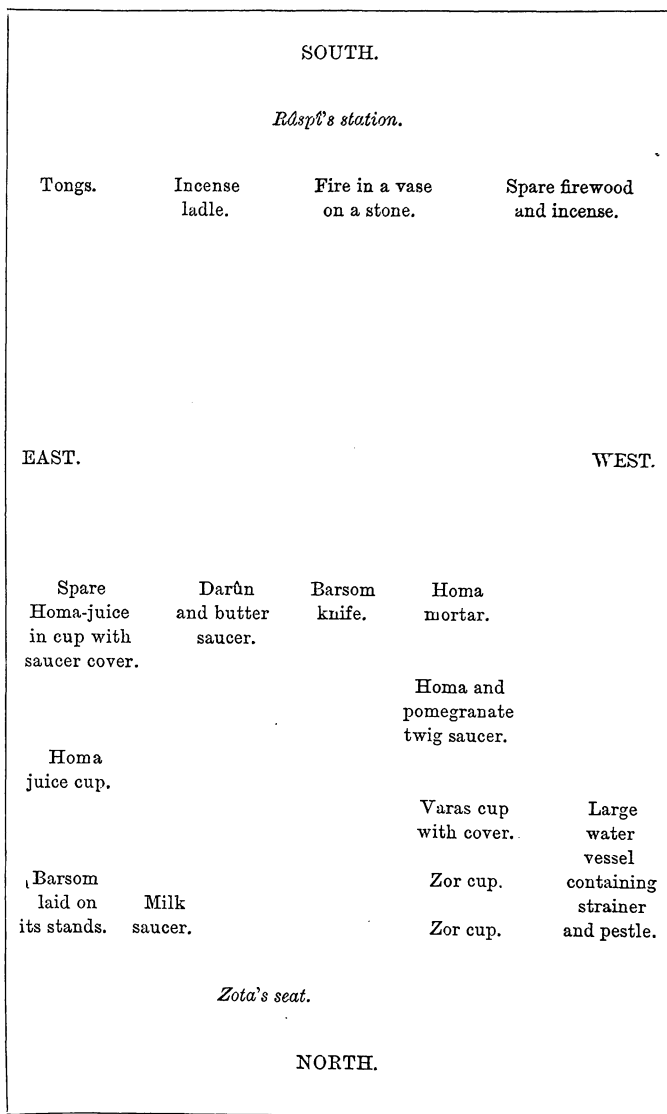 SOUTH.
Râspî's station.
Tongs. Incense Fire in a vase Spare firewood
ladle. on a stone. and incense.
EAST. WEST.
Spare Darûn Barsom Homa
Homa-juice and butter knife. mortar.
in cup with saucer.
saucer cover.
Homa and
pomegranate
twig saucer.
Homa
juice cup.
Varas cup Large
with cover. water
vessel
Barsom Zor cup. containing
laid on Milk strainer
its stands. saucer. Zor cup. and pestle.
Zota's seat.
NORTH.